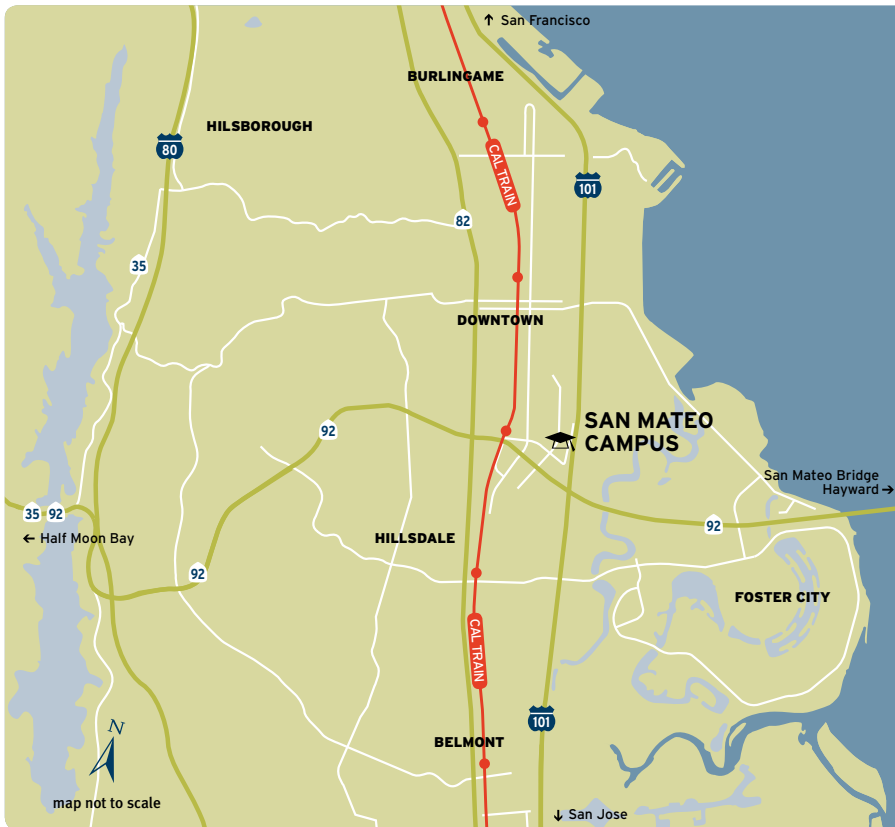 ↑ San Francisco
BURLINGAME
HILSBOROUGH
80
CAL TRAIN
101
82
35
DOWNTOWN
SAN MATEO
CAMPUS
92
San Mateo Bridge
Hayward →
35 92
92
← Half Moon Bay
HILLSDALE
92
FOSTER CITY
CAL TRAIN
101
N
BELMONT
map not to scale
↓ San Jose